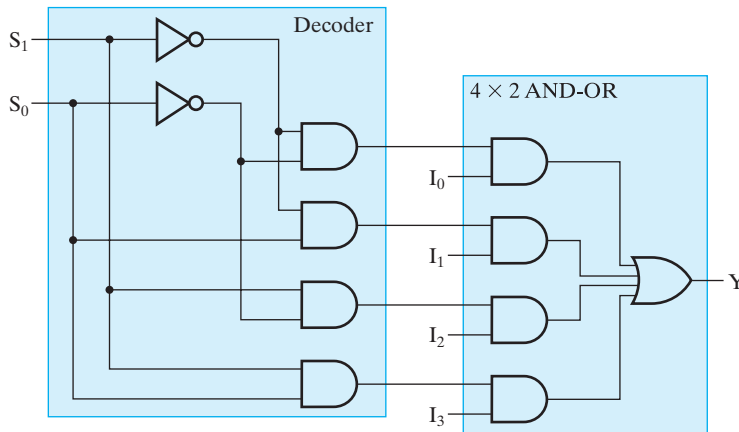 Decoder
S1
S0
4 × 2 AND-OR
I0
I1
Y
I2
I3